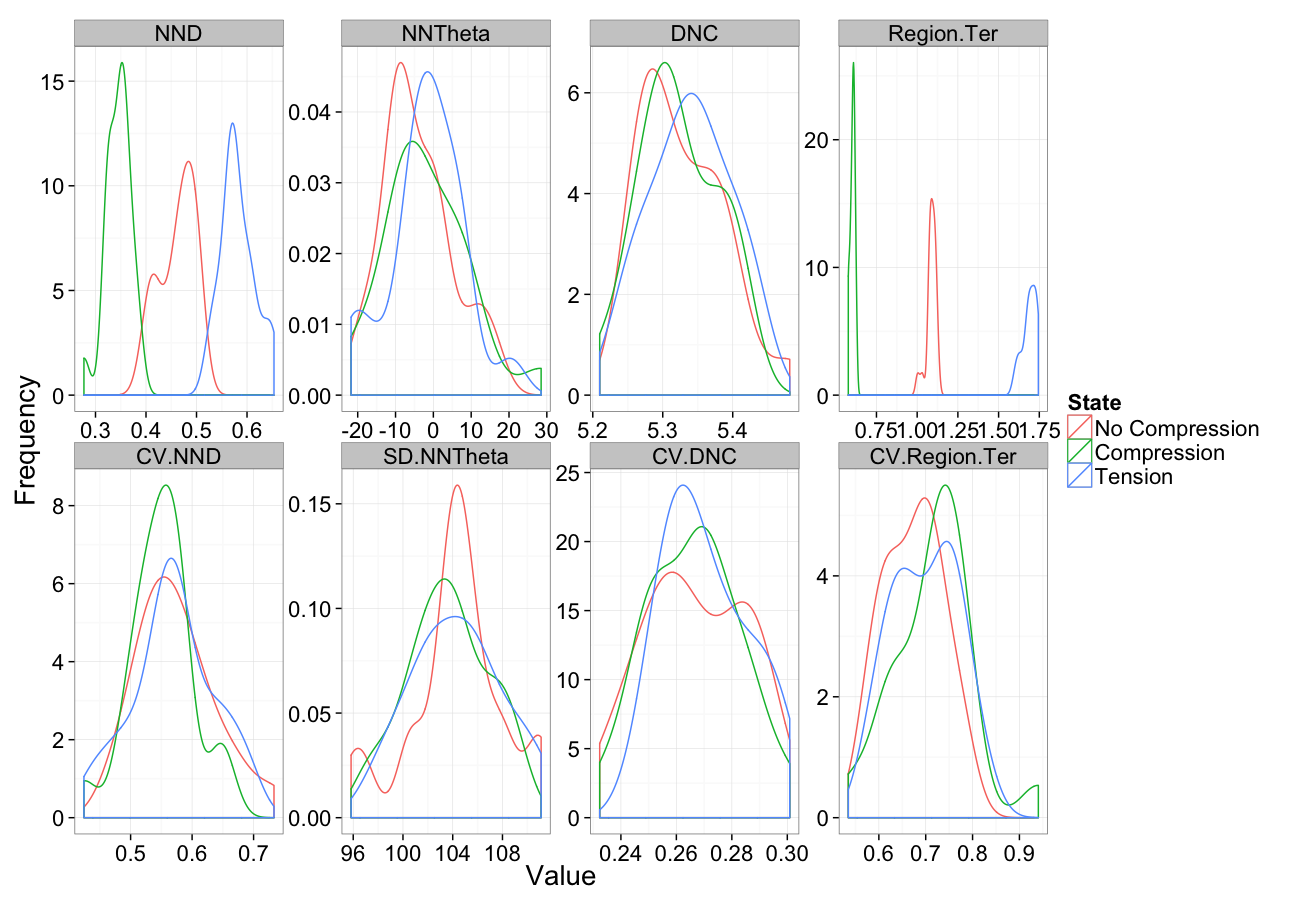 NND NNTheta DNC Region.Ter
15
10
5
0
0.04
0.03
0.02
0.01
0.00
6
4
2
0
20
10
0
0.3 0.4 0.5 0.6
-20 -10 0 10 20 30
5.2 5.3 5.4
0.75 1.00 1.25 1.50 1.75
Frequency
CV.NND SD.NNTheta CV.DNC CV.Region.Ter
8
6
4
2
0
0.15
0.10
0.05
0.00
25
20
15
10
5
0
4
2
0
0.5 0.6 0.7
96 100 104 108
0.24 0.26 0.28 0.30
0.6 0.7 0.8 0.9
Value
State
No Compression
Compression
Tension